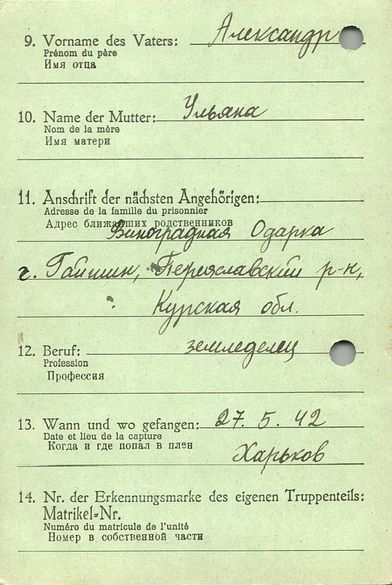 9. Vorname des Vaters: Александр
Prénom du père
Имя отца
10. Name der Mutter: Ульяна
Nom de la mère
Имя матери
11. Anschrift der nächsten Angehörigen:
Adresse de la famille du prisonnier
Адрес ближайших родственников
Виноградная Одарка
г. Гайшин, Переяславский р-н,
Курская обл.
12. Beruf: земледелец
Profession
Профессия
13. Wann und wo gefangen: 27. 5. 42
Date et lieu de la capture
Когда и где попал в плен
Харьков
14. Nr. der Erkennungsmarke des eigenen Truppenteils:
Matrikel-Nr.
Numéro du matricule de l'unité
Номер в собственной части